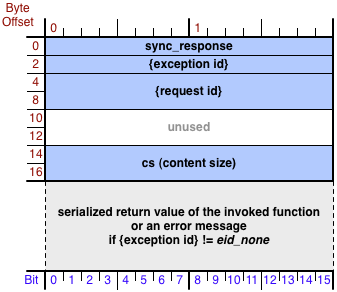 Byte
Offset
0 1
0 sync_response
2 {exception id}
4
{request id}
8
10
unused
12
14
cs (content size)
16
serialized return value of the invoked function
or an error message
if {exception id} != eid_none
Bit 0 1 2 3 4 5 6 7 8 9 10 11 12 13 14 15